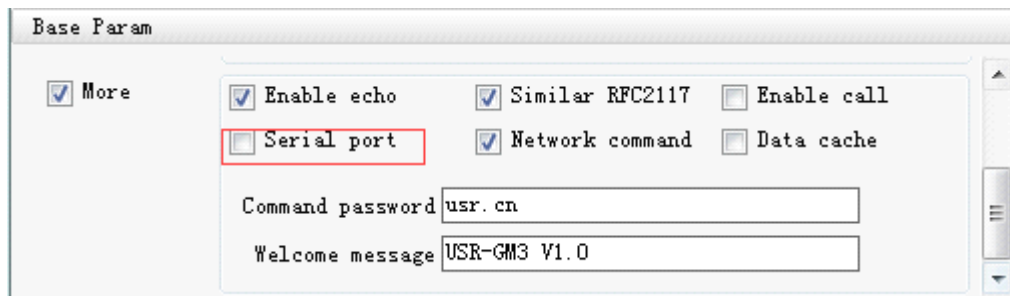 Base Param
More
Enable echo Similar RFC2117 Enable call
Serial port Network command Data cache
Command password usr.cn
Welcome message USR-GM3 V1.0